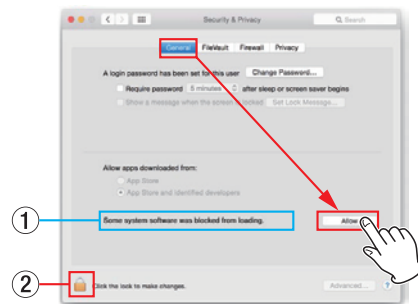 Security & Privacy
Search
General FileVault Firewall Privacy
A login password has been set for this user Change Password...
Require password 5 minutes after sleep or screen saver begins
Show a message when the screen is locked Set Lock Message...
Allow apps downloaded from:
App Store
App Store and identified developers
1 Some system software was blocked from loading. Allow
2 Click the lock to make changes. Advanced... ?